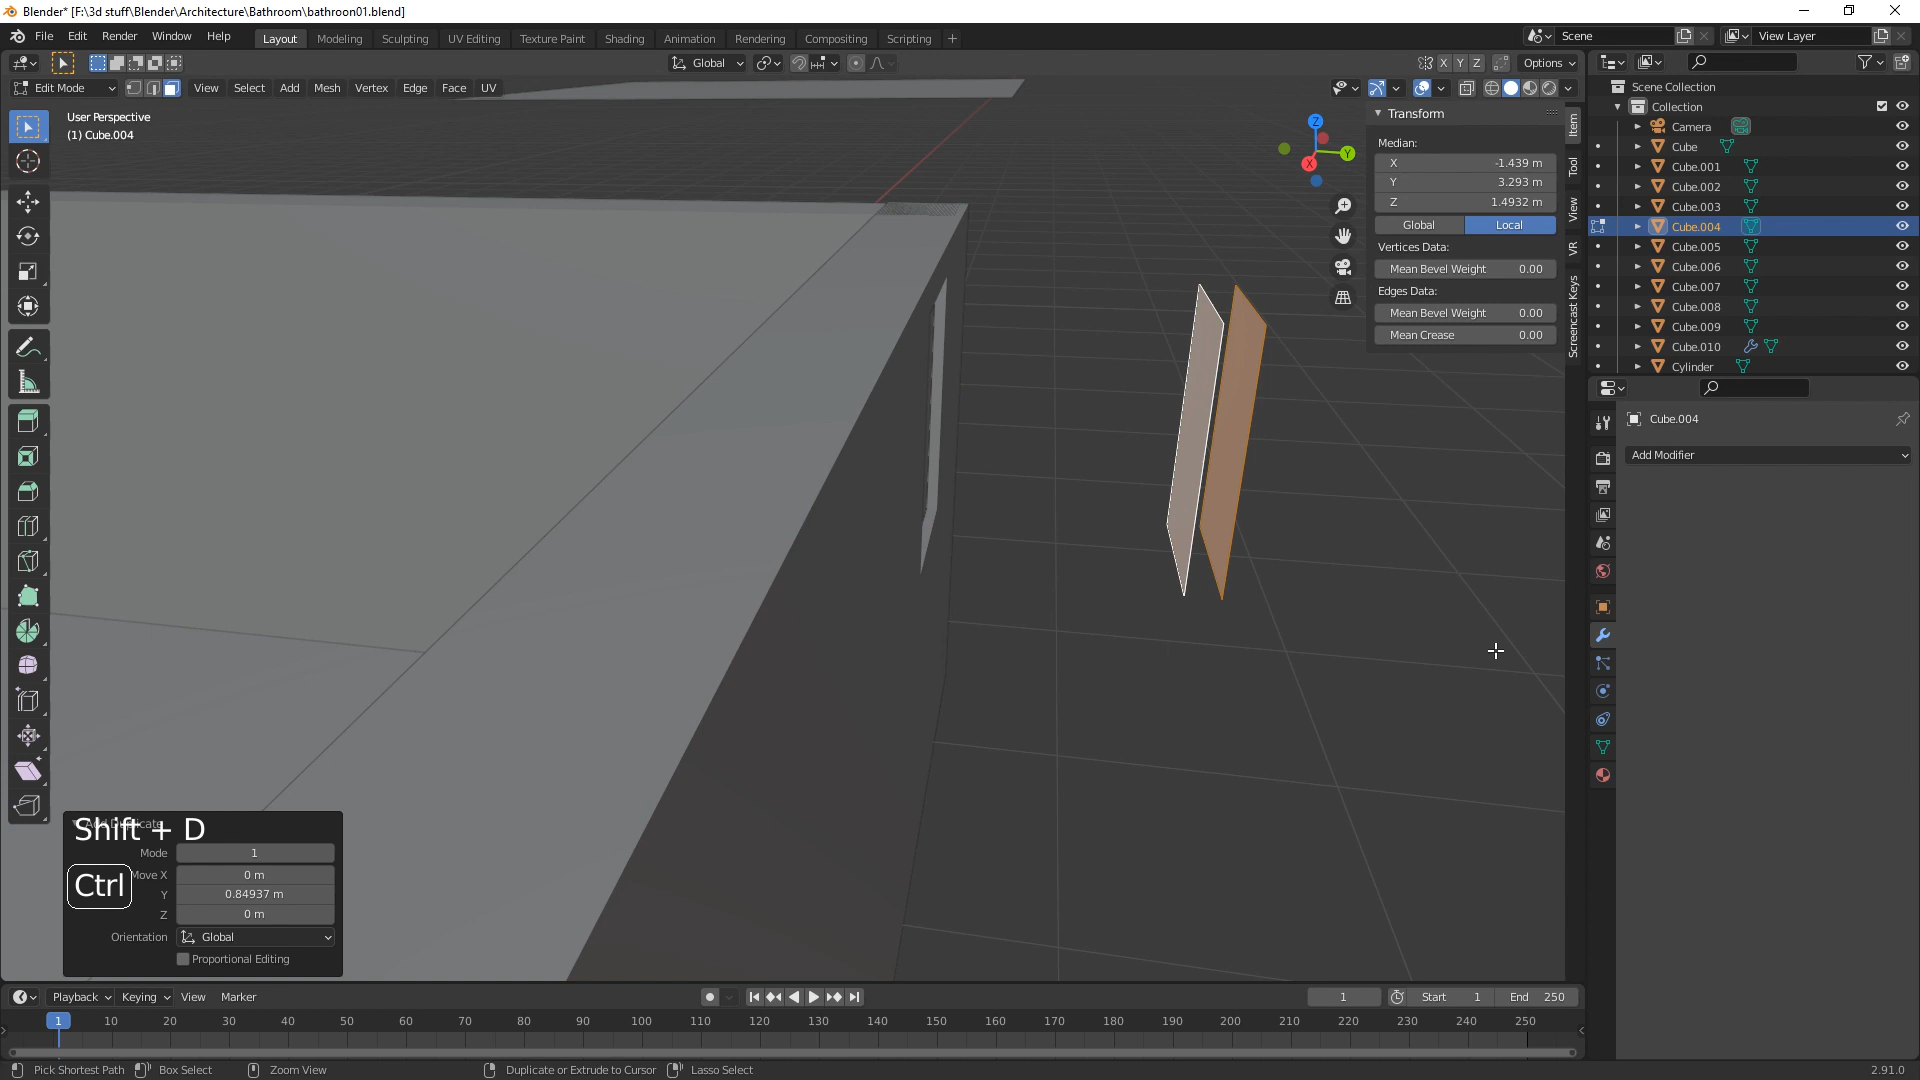 Blender* [F:\3d stuff\Blender\Architecture\Bathroom\bathroon01.blend]
File Edit Render Window Help
Layout Modeling Sculpting UV Editing Texture Paint Shading Animation Rendering Compositing Scripting +
Scene
View Layer
Global
X Y Z
Options
Edit Mode
View Select Add Mesh Vertex Edge Face UV
User Perspective
(1) Cube.004
Z
Y
X
Transform
Median:
X -1.439 m
Y 3.293 m
Z 1.4932 m
Global Local
Vertices Data:
Mean Bevel Weight 0.00
Edges Data:
Mean Bevel Weight 0.00
Mean Crease 0.00
Item
Tool
View
VR
Screencast Keys
Scene Collection
Collection
Camera
Cube
Cube.001
Cube.002
Cube.003
Cube.004
Cube.005
Cube.006
Cube.007
Cube.008
Cube.009
Cube.010
Cylinder
Cube.004
Add Modifier
Shift + D
Ctrl
Mode 1
Move X 0 m
Y 0.84937 m
Z 0 m
Orientation Global
Proportional Editing
Playback Keying View Marker
1
Start 1
End 250
1 10 20 30 40 50 60 70 80 90 100 110 120 130 140 150 160 170 180 190 200 210 220 230 240 250
Pick Shortest Path
Box Select
Zoom View
Duplicate or Extrude to Cursor
Lasso Select
2.91.0